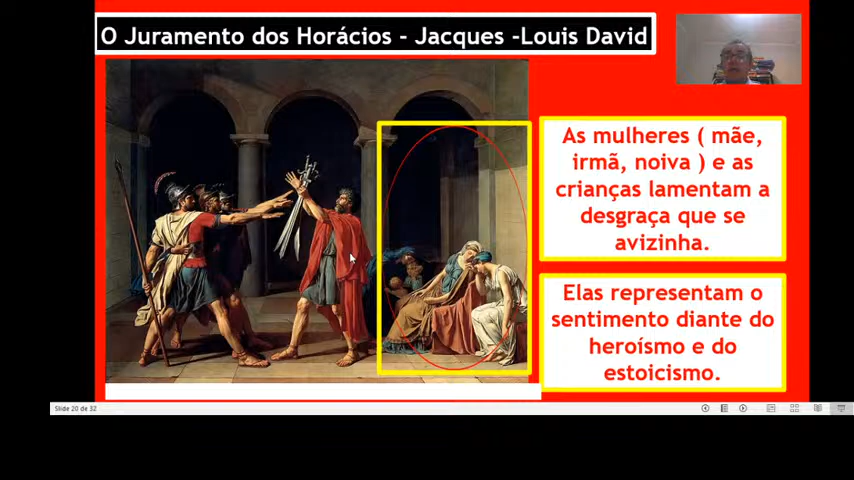 O Juramento dos Horácios - Jacques -Louis David
As mulheres ( mãe,
irmã, noiva ) e as
crianças lamentam a
desgraça que se
avizinha.
Elas representam o
sentimento diante do
heroísmo e do
estoicismo.
Slide 20 de 32